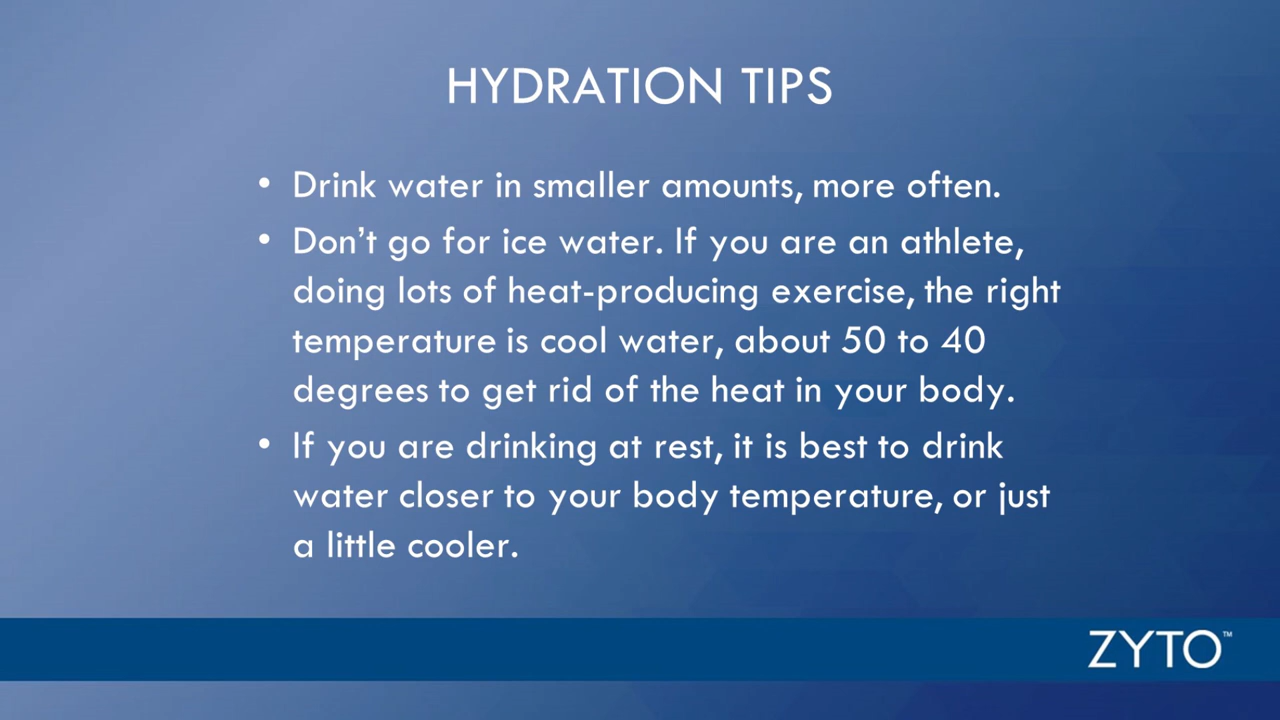 HYDRATION TIPS
• Drink water in smaller amounts, more often.
• Don’t go for ice water. If you are an athlete,
doing lots of heat-producing exercise, the right
temperature is cool water, about 50 to 40
degrees to get rid of the heat in your body.
• If you are drinking at rest, it is best to drink
water closer to your body temperature, or just
a little cooler.
ZYTO™